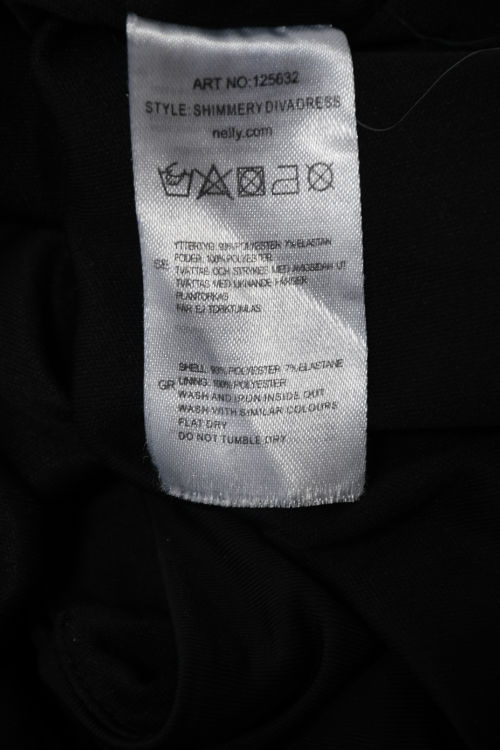 ART NO:125632
STYLE:SHIMMERY DIVADRESS
nelly.com
SE
YTTERTYG: 93% POLYESTER 7% ELASTAN
FODER: 100% POLYESTER
TVÄTTAS OCH STRYKES MED AVIGSIDAN UT
TVÄTTAS MED LIKNANDE FÄRGER
PLANTORKAS
FÅR EJ TORKTUMLAS
GR
SHELL: 93% POLYESTER 7% ELASTANE
LINING: 100% POLYESTER
WASH AND IRON INSIDE OUT
WASH WITH SIMILAR COLOURS
FLAT DRY
DO NOT TUMBLE DRY